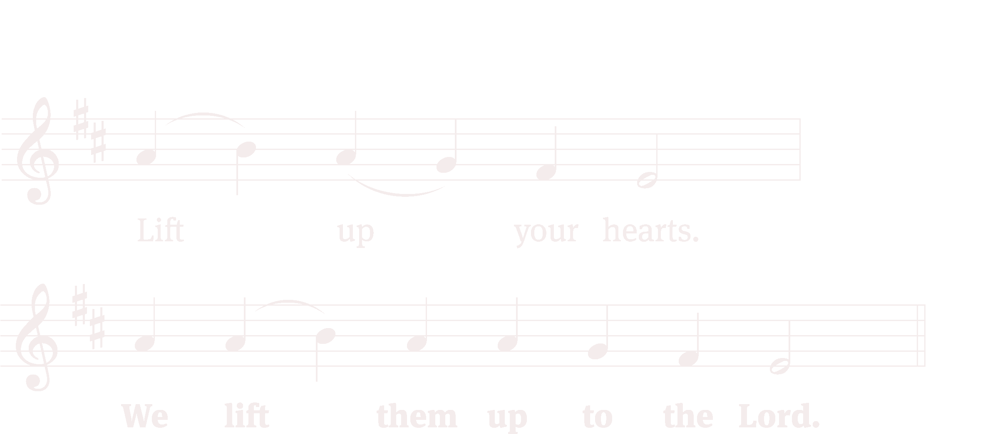 Lift up your hearts.
We lift them up to the Lord.